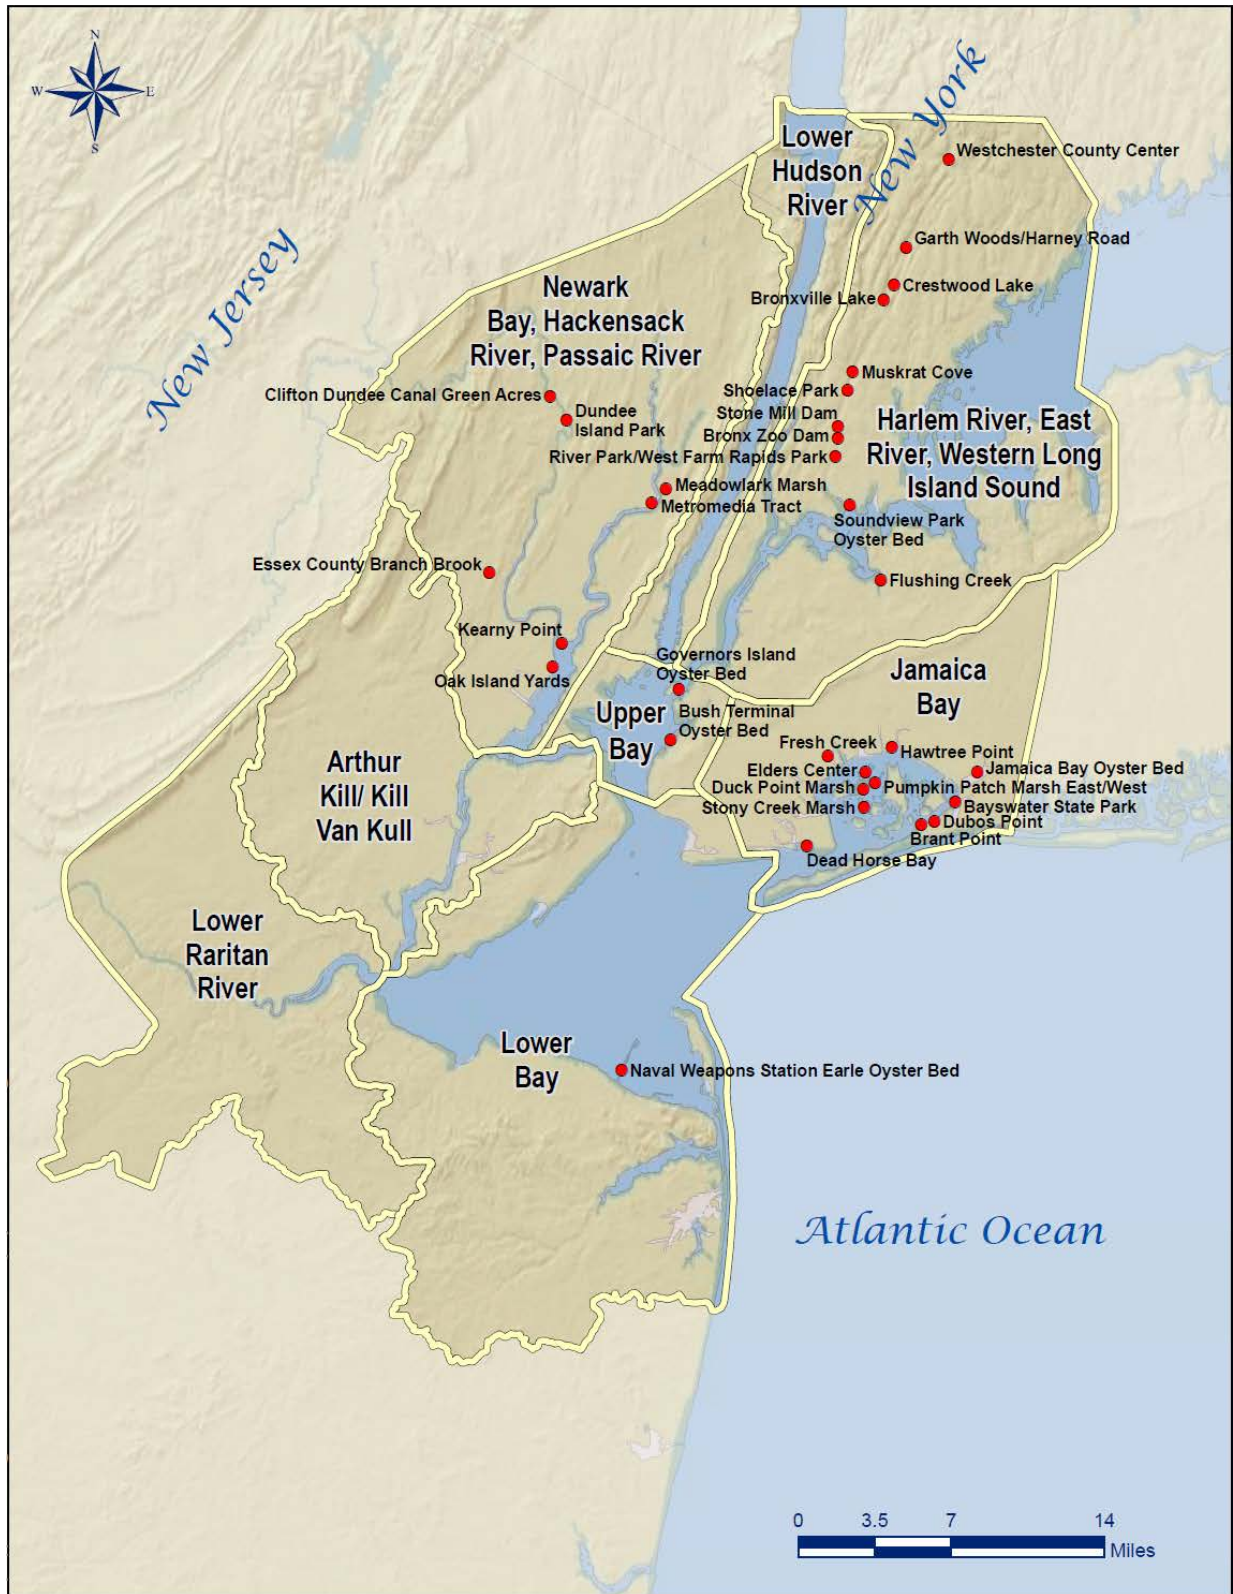 N
W
E
S
New Jersey
New York
Lower
Hudson
River
Westchester County Center
Garth Woods/Harney Road
Crestwood Lake
Bronxville Lake
Newark
Bay, Hackensack
River, Passaic River
Muskrat Cove
Shoelace Park
Clifton Dundee Canal Green Acres
Dundee
Island Park
Stone Mill Dam
Bronx Zoo Dam
River Park/West Farm Rapids Park
Harlem River, East
River, Western Long
Island Sound
Meadowlark Marsh
Metromedia Tract
Soundview Park
Oyster Bed
Essex County Branch Brook
Flushing Creek
Kearny Point
Oak Island Yards
Governors Island
Oyster Bed
Jamaica
Bay
Upper
Bay
Bush Terminal
Oyster Bed
Fresh Creek
Hawtree Point
Elders Center
Jamaica Bay Oyster Bed
Duck Point Marsh
Pumpkin Patch Marsh East/West
Stony Creek Marsh
Bayswater State Park
Dubos Point
Brant Point
Dead Horse Bay
Arthur
Kill/ Kill
Van Kull
Lower
Raritan
River
Lower
Bay
Naval Weapons Station Earle Oyster Bed
Atlantic Ocean
0 3.5 7 14
Miles